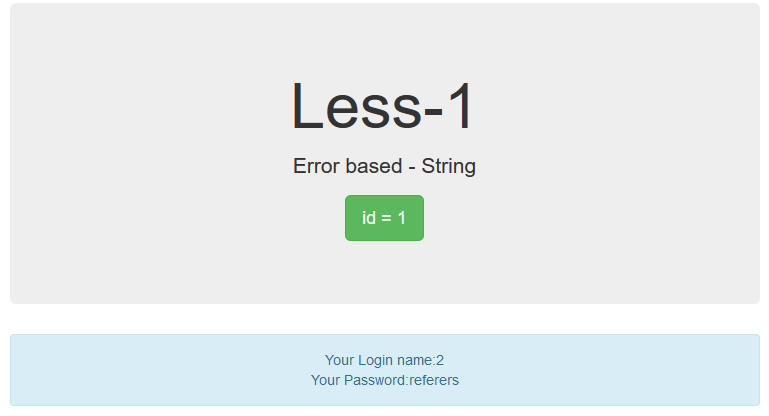 Less-1
Error based - String
id = 1
Your Login name:2
Your Password:referers